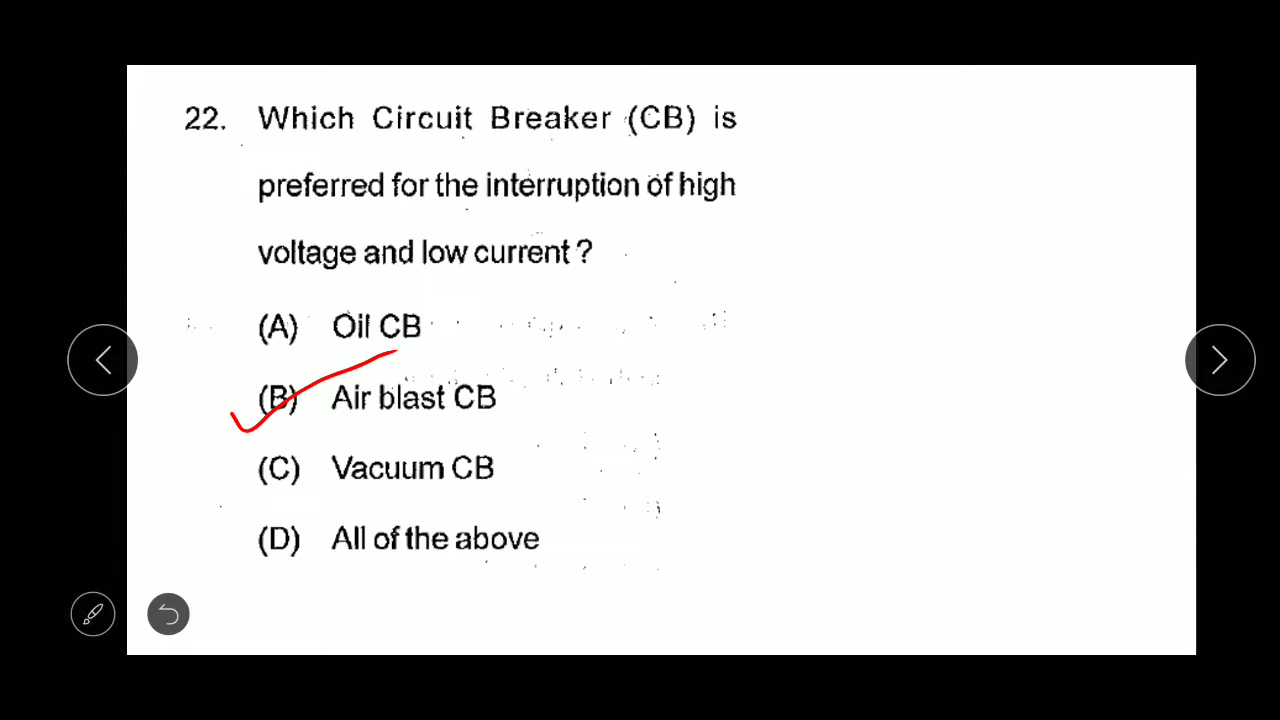 22. Which Circuit Breaker (CB) is
preferred for the interruption of high
voltage and low current ?
(A) Oil CB
(B) Air blast CB
(C) Vacuum CB
(D) All of the above